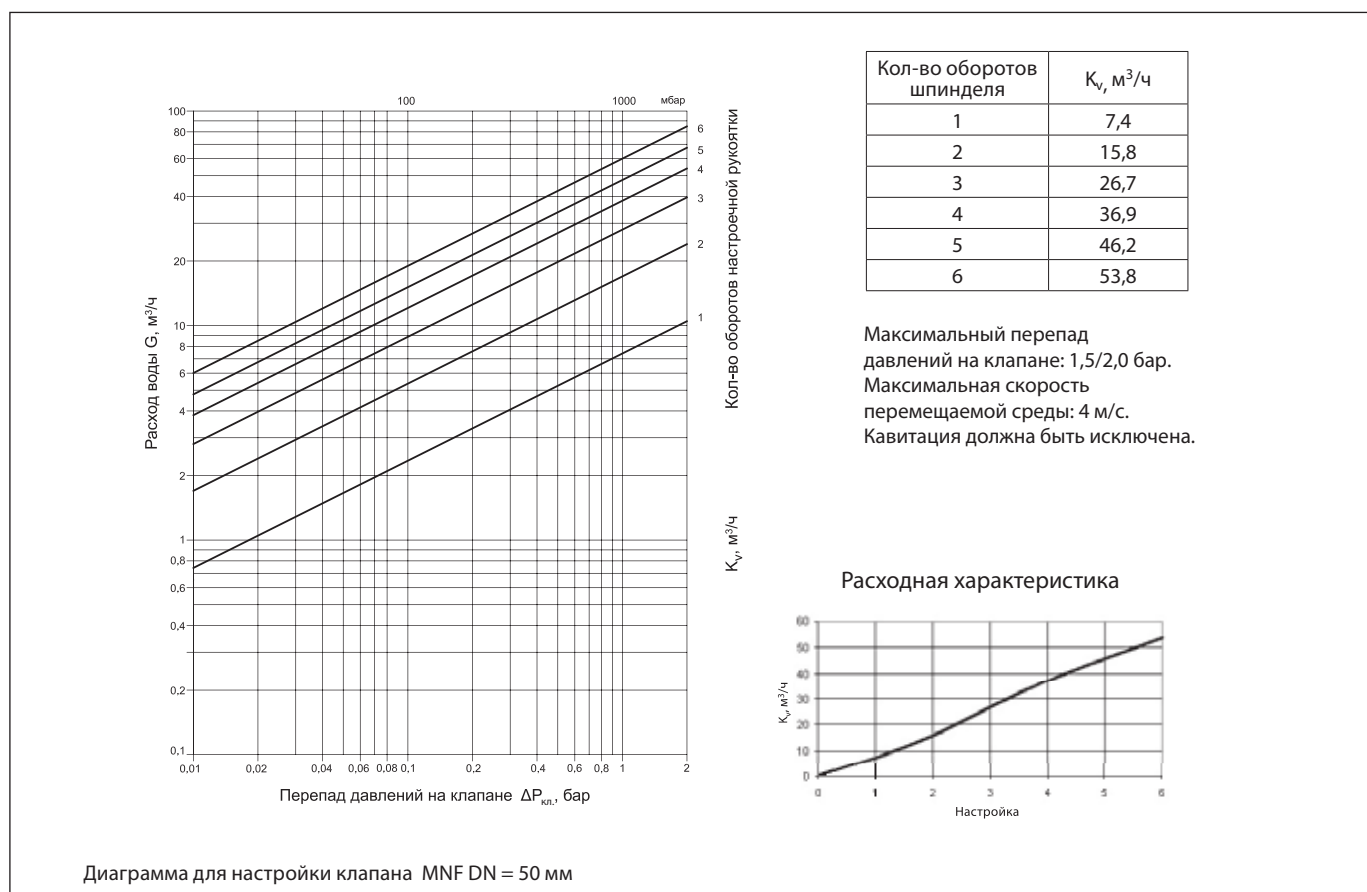 100 1000 мбар
100
80
60
40
20
10
8
6
4
2
1
0,8
0,6
0,4
0,2
0,1
Расход воды G, м³/ч
0,01 0,02 0,04 0,06 0,08 0,1 0,2 0,4 0,6 0,8 1 2
Перепад давлений на клапане ΔPкл., бар
6
5
4
3
2
1
Кол-во оборотов настроечной рукоятки
Kv, м³/ч
Кол-во оборотов шпинделя Kv, м³/ч
1 7,4
2 15,8
3 26,7
4 36,9
5 46,2
6 53,8
Максимальный перепад
давлений на клапане: 1,5/2,0 бар.
Максимальная скорость
перемещаемой среды: 4 м/с.
Кавитация должна быть исключена.
Расходная характеристика
60
50
40
30
20
10
0
Kv, м³/ч
0 1 2 3 4 5 6
Настройка
Диаграмма для настройки клапана MNF DN = 50 мм